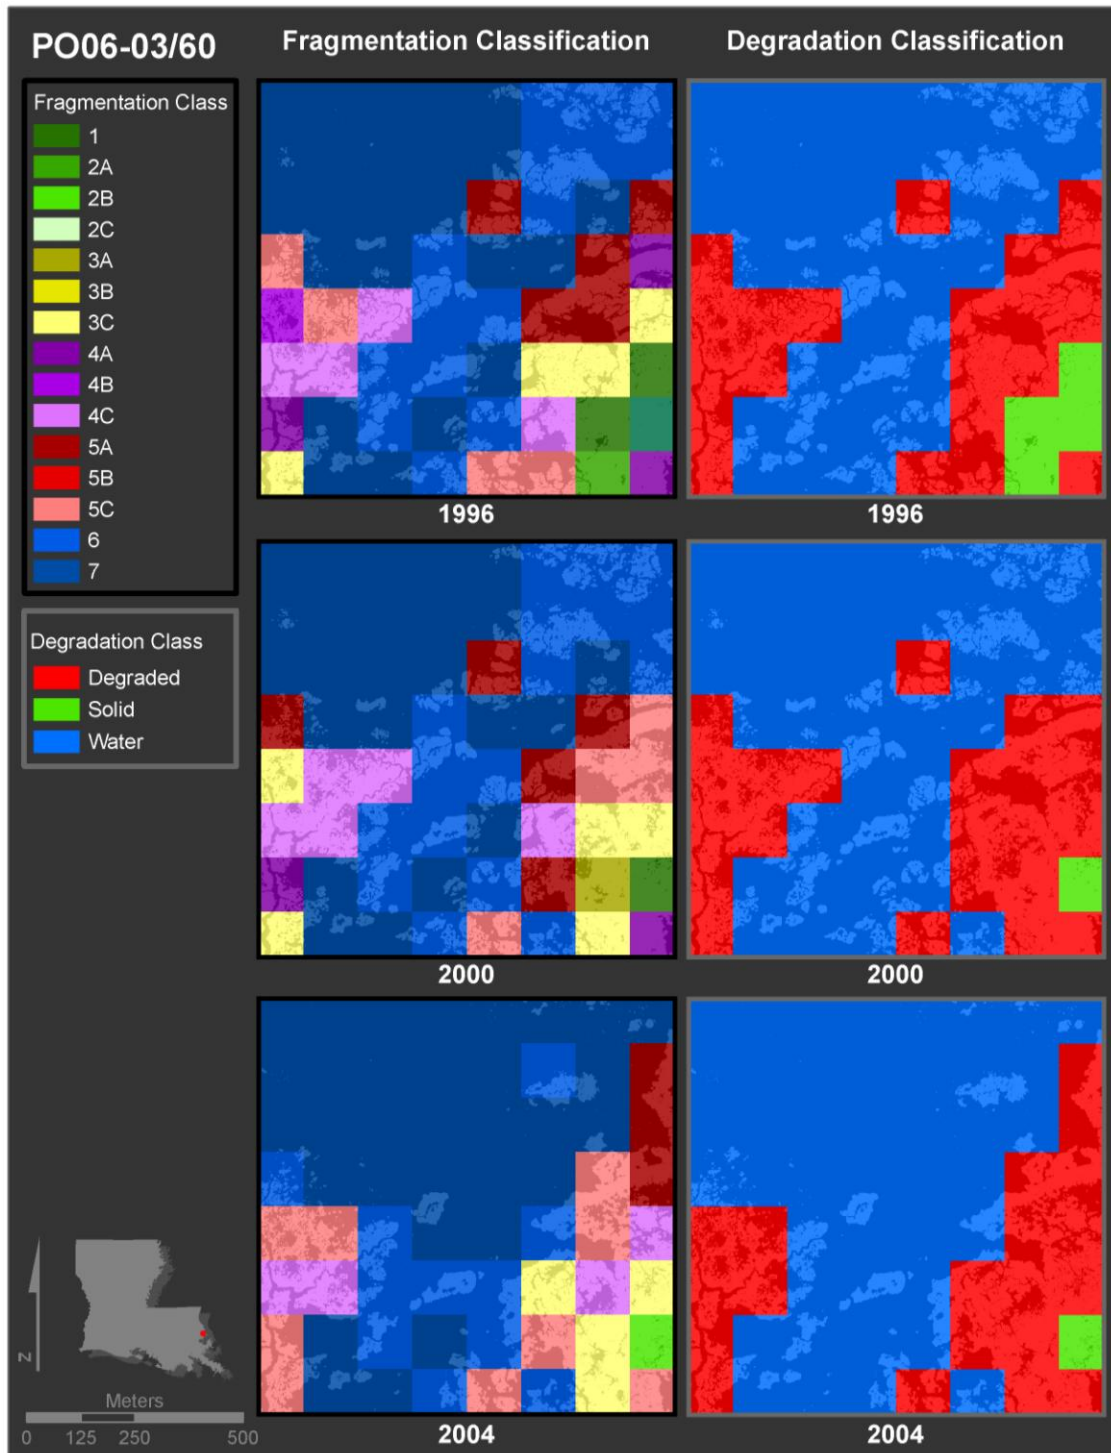 PO06-03/60
Fragmentation Classification
Degradation Classification
Fragmentation Class
1
2A
2B
2C
3A
3B
3C
4A
4B
4C
5A
5B
5C
6
7
Degradation Class
Degraded
Solid
Water
1996
1996
2000
2000
2004
2004
N
Meters
0 125 250 500